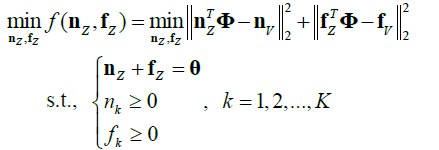 min f(n_Z, f_Z) = min ‖n_Z^T Φ − n_V‖_2^2 + ‖f_Z^T Φ − f_V‖_2^2
n_Z,f_Z n_Z,f_Z
n_Z + f_Z = θ
s.t., { n_k ≥ 0 , k = 1,2,..., K
f_k ≥ 0